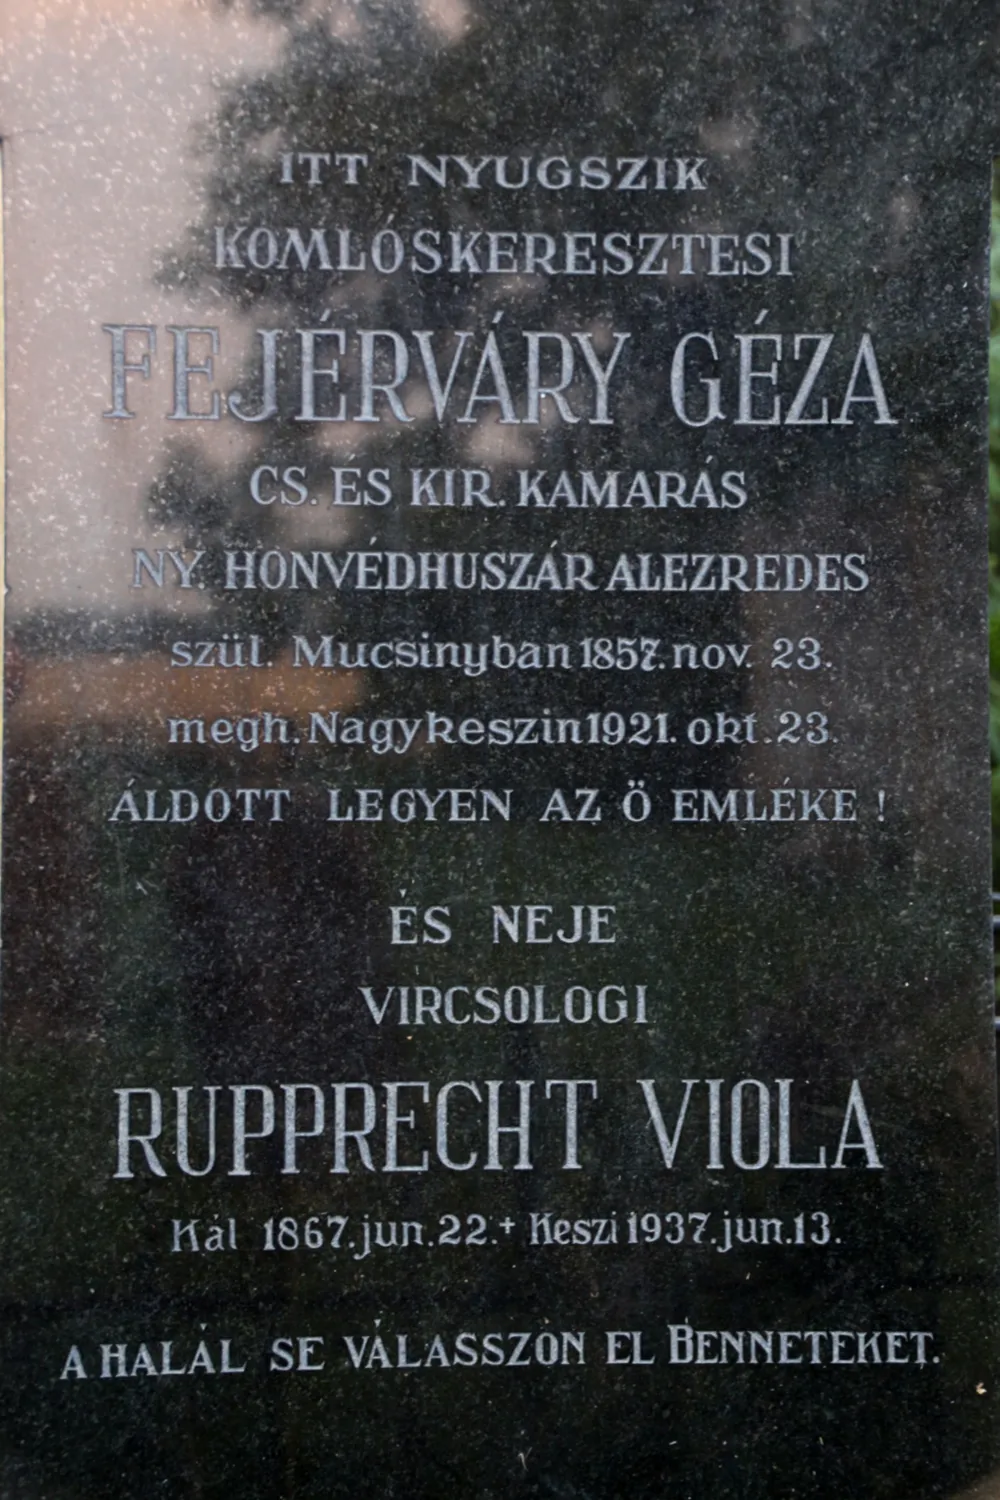 ITT NYUGSZIK
KOMLÓSKERESZTESI
FEJÉRVÁRY GÉZA
CS. ÉS KIR. KAMARÁS
NY. HONVÉDHUSZÁR ALEZREDES
szül. Mucsinyban 1857. nov. 23.
megh. Nagykeszin 1921. okt. 23.
ÁLDOTT LEGYEN AZ Ö EMLÉKE !
ÉS NEJE
VIRCSOLOGI
RUPPRECHT VIOLA
Kál 1867. jun. 22. + Keszi 1937. jun. 13.
A HALÁL SE VÁLASSZON EL BENNETEKET.